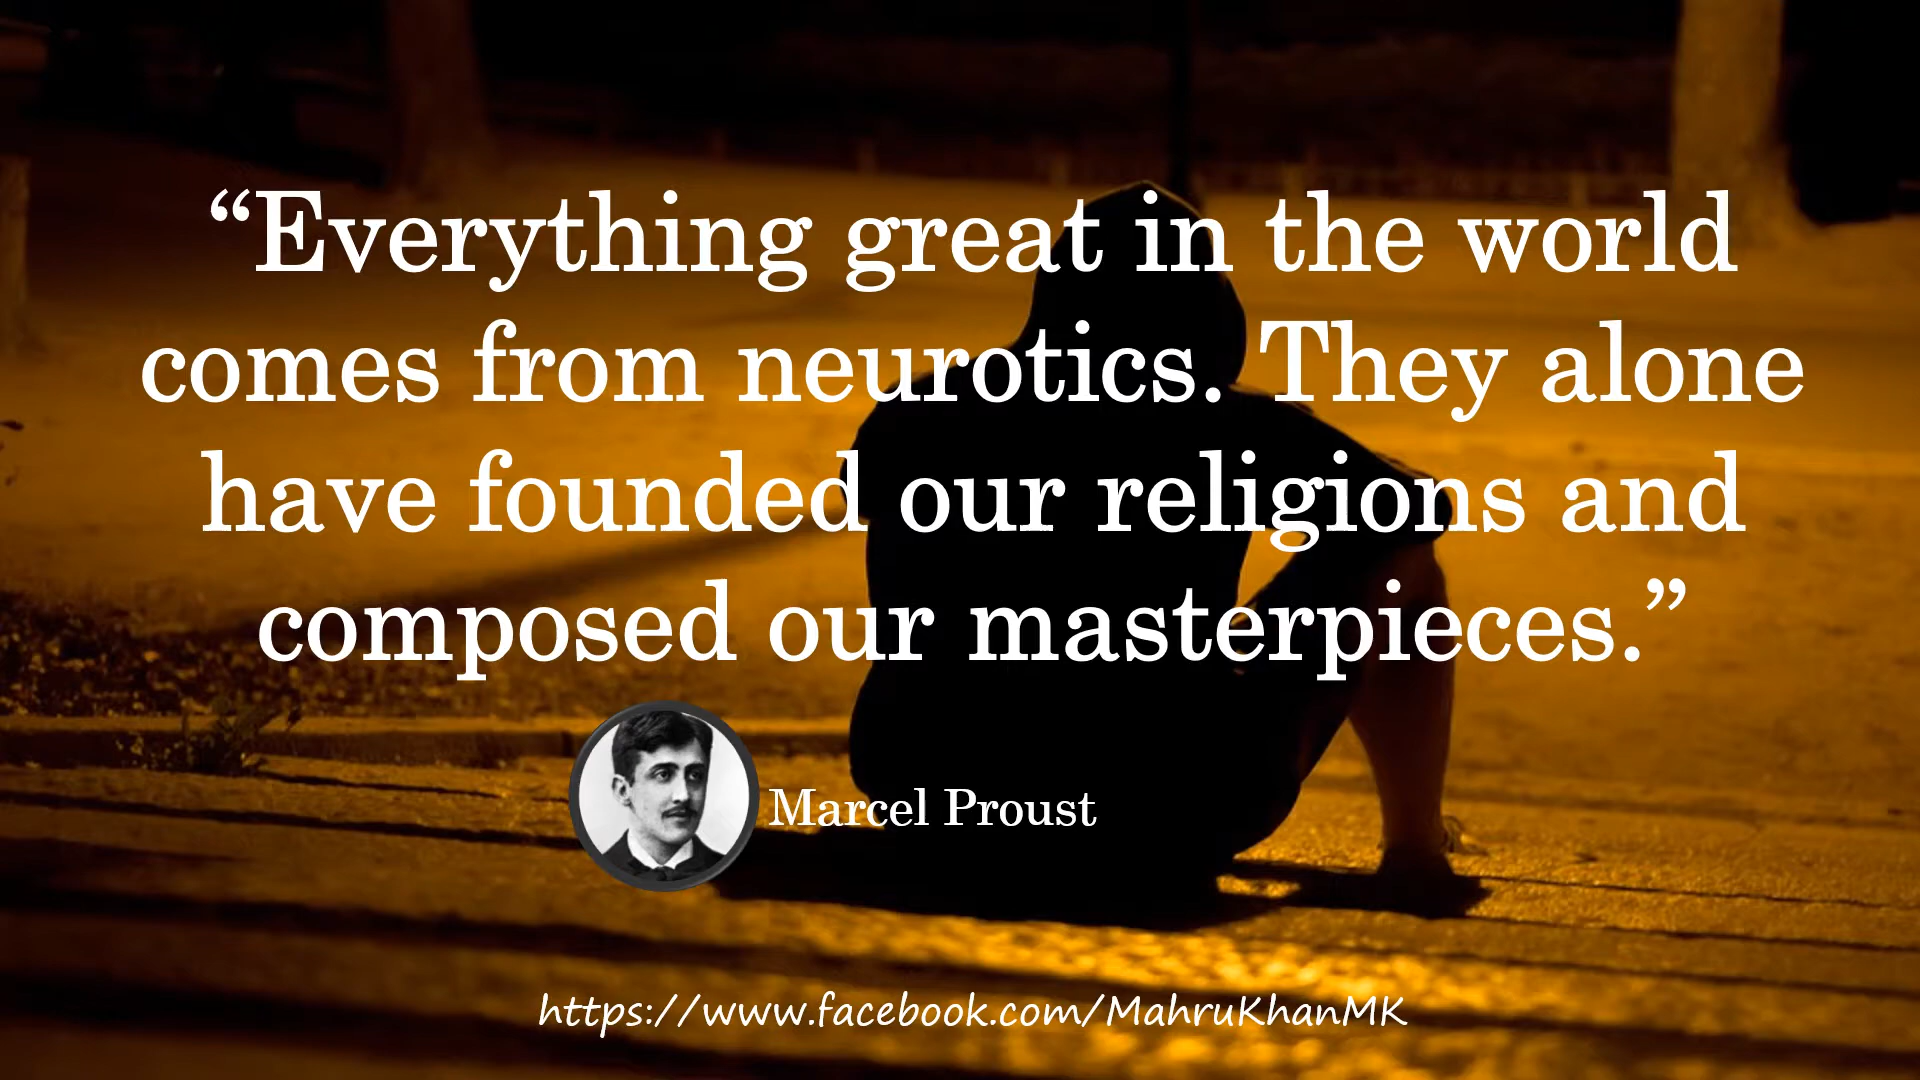 “Everything great in the world
comes from neurotics. They alone
have founded our religions and
composed our masterpieces.”
Marcel Proust
https://www.facebook.com/MahruKhanMK